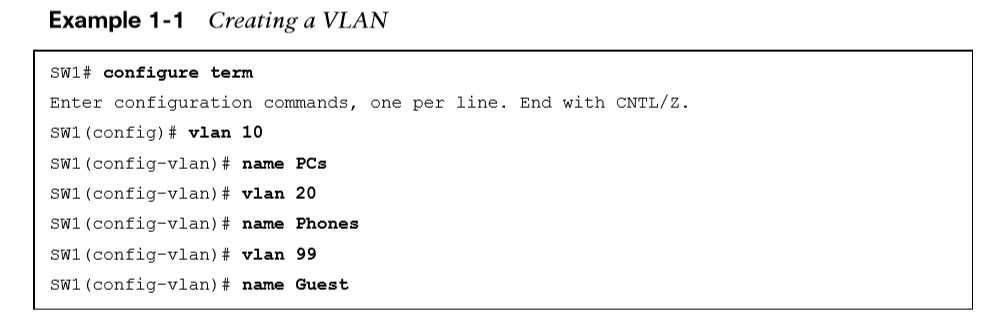 Example 1-1 Creating a VLAN
SW1# configure term
Enter configuration commands, one per line. End with CNTL/Z.
SW1(config)# vlan 10
SW1(config-vlan)# name PCs
SW1(config-vlan)# vlan 20
SW1(config-vlan)# name Phones
SW1(config-vlan)# vlan 99
SW1(config-vlan)# name Guest